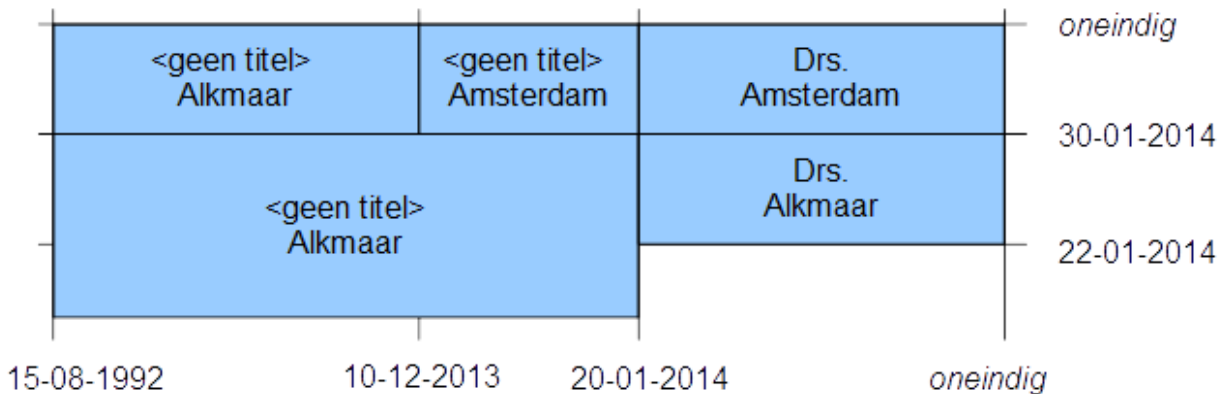 oneindig
<geen titel>
Alkmaar
<geen titel>
Amsterdam
Drs.
Amsterdam
30-01-2014
<geen titel>
Alkmaar
Drs.
Alkmaar
22-01-2014
15-08-1992
10-12-2013
20-01-2014
oneindig